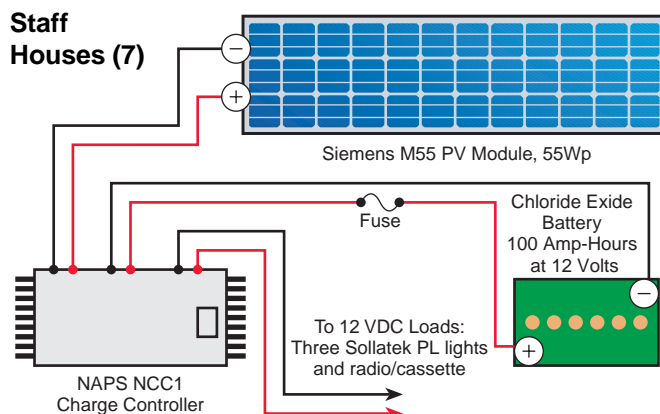 Staff
Houses (7)
−
+
Siemens M55 PV Module, 55Wp
Fuse
Chloride Exide
Battery
100 Amp-Hours
at 12 Volts
−
+
To 12 VDC Loads:
Three Sollatek PL lights
and radio/cassette
NAPS NCC1
Charge Controller